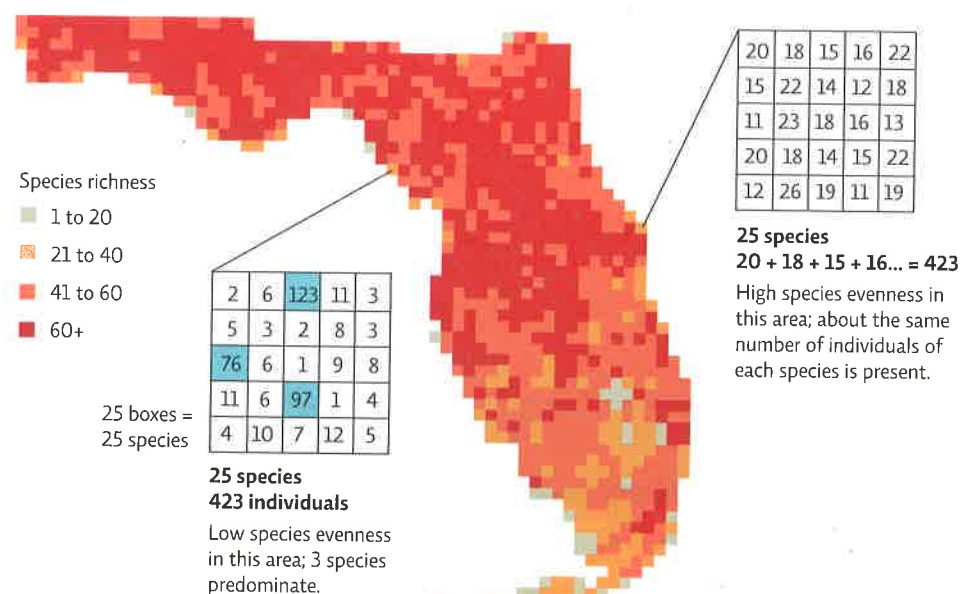 Species richness
1 to 20
21 to 40
41 to 60
60+
2 6 123 11 3
5 3 2 8 3
76 6 1 9 8
11 6 97 1 4
4 10 7 12 5
25 boxes =
25 species
25 species
423 individuals
Low species evenness
in this area; 3 species
predominate.
20 18 15 16 22
15 22 14 12 18
11 23 18 16 13
20 18 14 15 22
12 26 19 11 19
25 species
20 + 18 + 15 + 16... = 423
High species evenness in
this area; about the same
number of individuals of
each species is present.